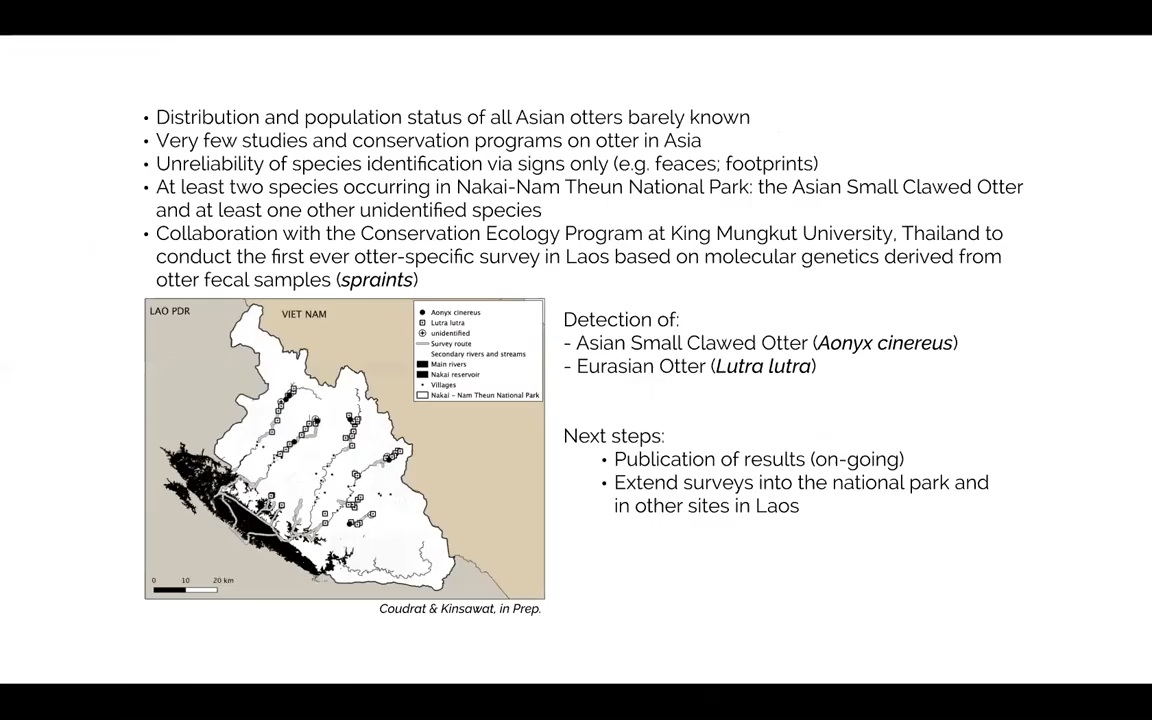 • Distribution and population status of all Asian otters barely known
• Very few studies and conservation programs on otter in Asia
• Unreliability of species identification via signs only (e.g. feaces; footprints)
• At least two species occurring in Nakai-Nam Theun National Park: the Asian Small Clawed Otter
and at least one other unidentified species
• Collaboration with the Conservation Ecology Program at King Mungkut University, Thailand to
conduct the first ever otter-specific survey in Laos based on molecular genetics derived from
otter fecal samples (spraints)
LAO PDR
VIET NAM
Aonyx cinereus
Lutra lutra
unidentified
Survey route
Secondary rivers and streams
Main rivers
Nakai reservoir
Villages
Nakai - Nam Theun National Park
0 10 20 km
Coudrat & Kinsawat, in Prep.
Detection of:
- Asian Small Clawed Otter (Aonyx cinereus)
- Eurasian Otter (Lutra lutra)
Next steps:
• Publication of results (on-going)
• Extend surveys into the national park and
in other sites in Laos